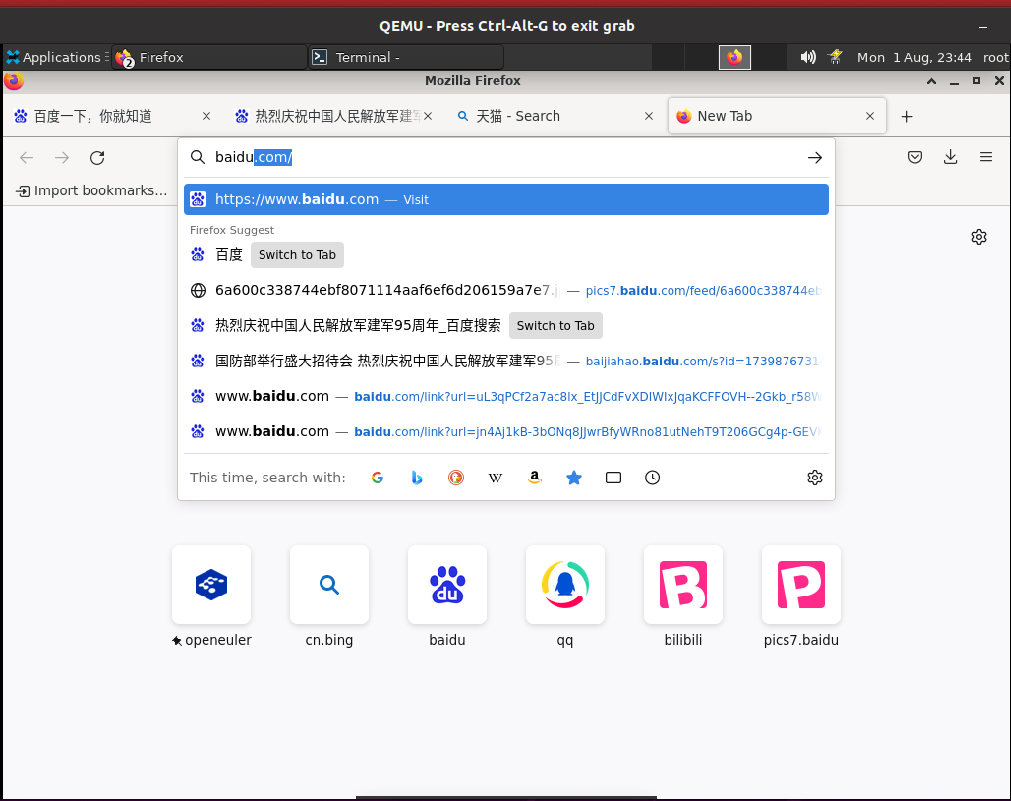 QEMU - Press Ctrl-Alt-G to exit grab
Applications 2 Firefox Terminal - Mon 1 Aug, 23:44 root
Mozilla Firefox
百度一下，你就知道 热烈庆祝中国人民解放军建军 天猫 - Search New Tab
baidu.com/
Import bookmarks...
https://www.baidu.com — Visit
Firefox Suggest
百度 Switch to Tab
6a600c338744ebf8071114aaf6ef6d206159a7e7.j — pics7.baidu.com/feed/6a600c338744eb
热烈庆祝中国人民解放军建军95周年_百度搜索 Switch to Tab
国防部举行盛大招待会 热烈庆祝中国人民解放军建军95周 — baijiahao.baidu.com/s?id=1739876731
www.baidu.com — baidu.com/link?url=uL3qPCf2a7ac8lx_EtJJCdFvXDIWlxJqaKCFFOVH--2Gkb_r58W
www.baidu.com — baidu.com/link?url=jn4Aj1kB-3bONq8JJwrBfyWRno81utNehT9T206GCg4p-GEV
This time, search with: G b W a
du B P
openeuler cn.bing baidu qq bilibili pics7.baidu